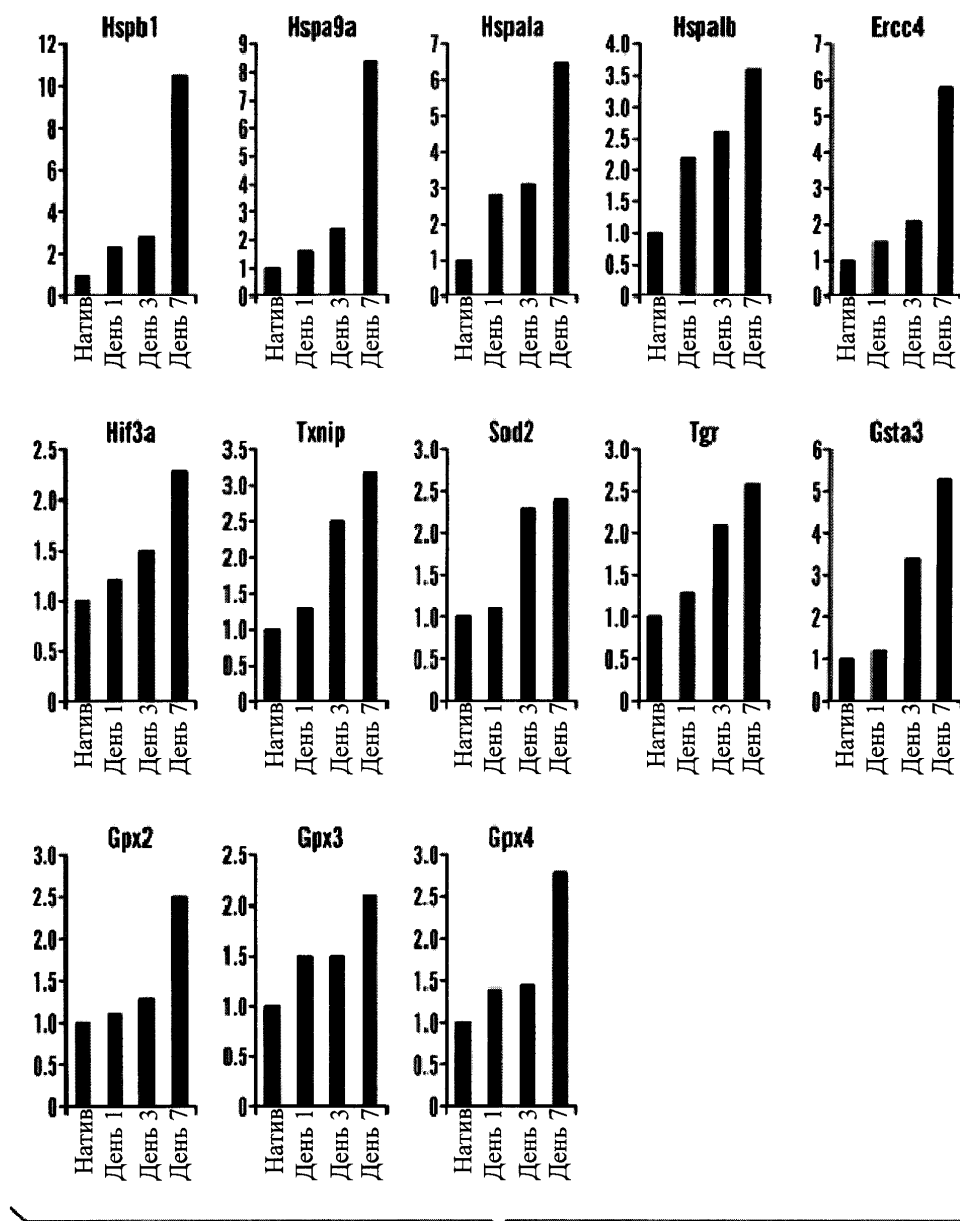 Hspb1 Hspa9a Hspala Hspalb Ercc4
12 10 8 6 4 2 0
9 8 7 6 5 4 3 2 1 0
7 6 5 4 3 2 1 0
4.0 3.5 3.0 2.5 2.0 1.5 1.0 0.5 0
7 6 5 4 3 2 1 0
Натив День 1 День 3 День 7
Натив День 1 День 3 День 7
Натив День 1 День 3 День 7
Натив День 1 День 3 День 7
Натив День 1 День 3 День 7
Hif3a Txnip Sod2 Tgr Gsta3
2.5 2.0 1.5 1.0 0.5 0
3.5 3.0 2.5 2.0 1.5 1.0 0.5 0
3.0 2.5 2.0 1.5 1.0 0.5 0
3.0 2.5 2.0 1.5 1.0 0.5 0
6 5 4 3 2 1 0
Натив День 1 День 3 День 7
Натив День 1 День 3 День 7
Натив День 1 День 3 День 7
Натив День 1 День 3 День 7
Натив День 1 День 3 День 7
Gpx2 Gpx3 Gpx4
3.0 2.5 2.0 1.5 1.0 0.5 0
2.5 2.0 1.5 1.0 0.5 0
3.0 2.5 2.0 1.5 1.0 0.5 0
Натив День 1 День 3 День 7
Натив День 1 День 3 День 7
Натив День 1 День 3 День 7